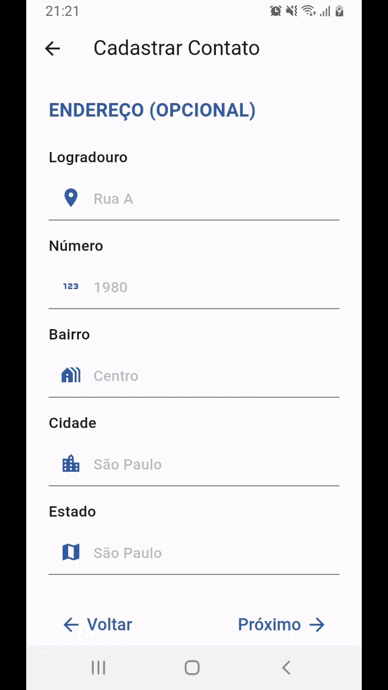 21:21
Cadastrar Contato
ENDEREÇO (OPCIONAL)
Logradouro
Rua A
Número
123 1980
Bairro
Centro
Cidade
São Paulo
Estado
São Paulo
Voltar Próximo